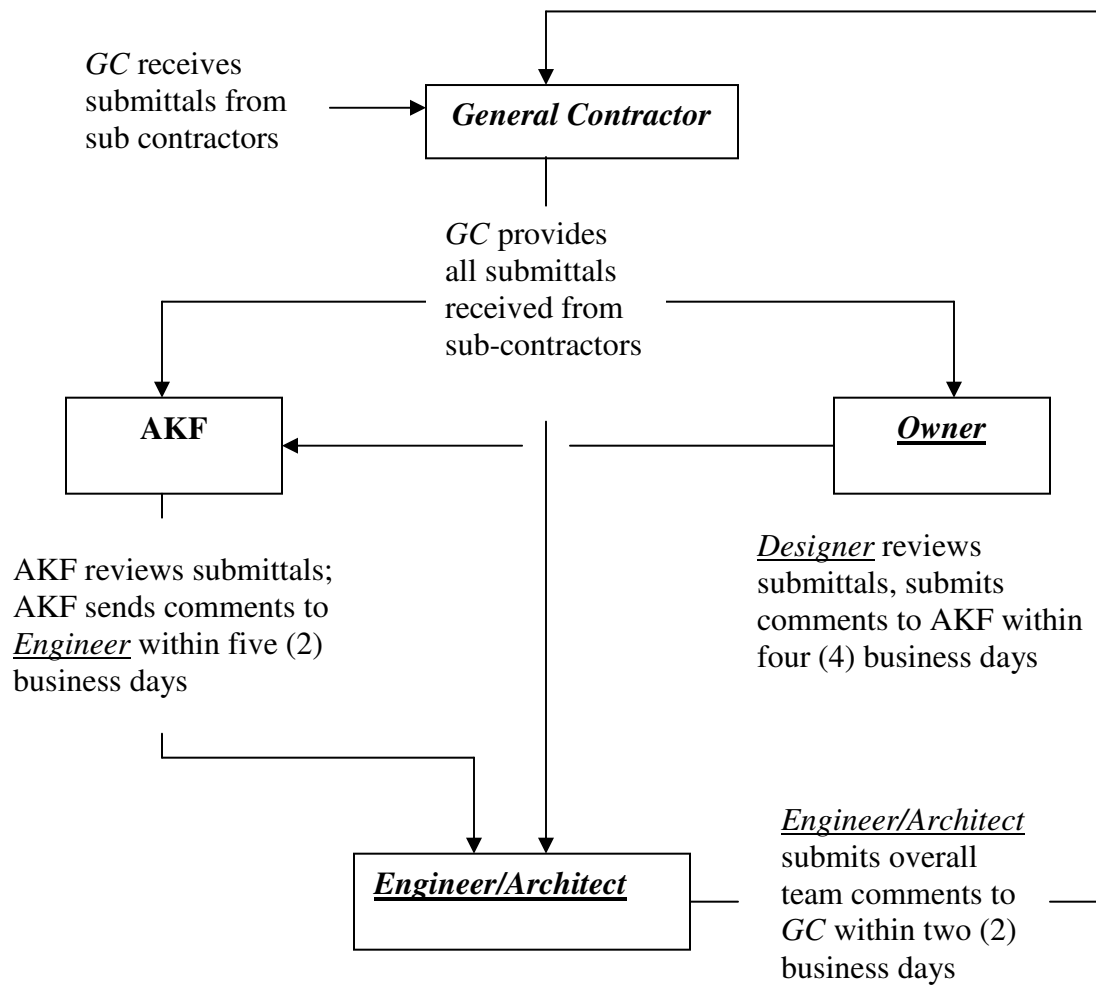 GC receives
submittals from
sub contractors
General Contractor
GC provides
all submittals
received from
sub-contractors
AKF
Owner
AKF reviews submittals;
AKF sends comments to
Engineer within five (2)
business days
Designer reviews
submittals, submits
comments to AKF within
four (4) business days
Engineer/Architect
Engineer/Architect
submits overall
team comments to
GC within two (2)
business days